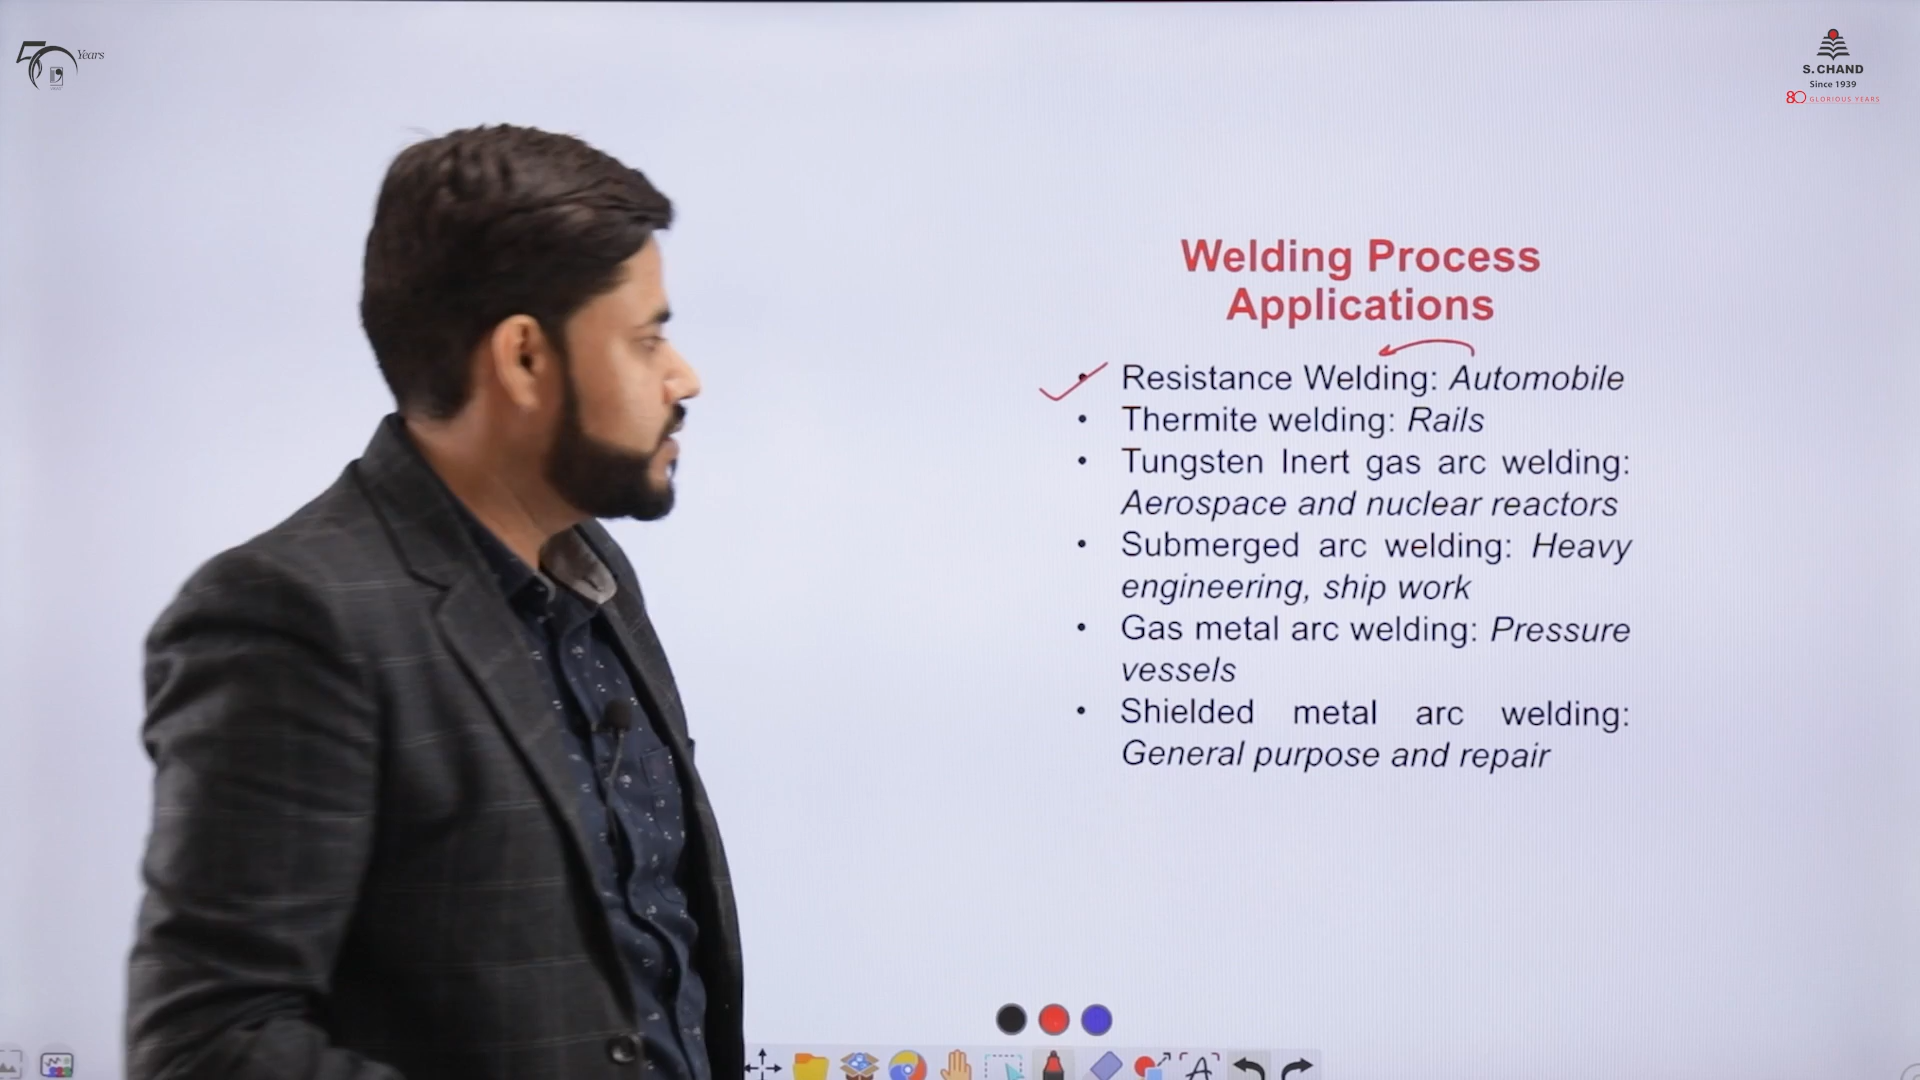 50 Years
S. CHAND
Since 1939
80 GLORIOUS YEARS
Welding Process
Applications
• Resistance Welding: Automobile
• Thermite welding: Rails
• Tungsten Inert gas arc welding:
Aerospace and nuclear reactors
• Submerged arc welding: Heavy
engineering, ship work
• Gas metal arc welding: Pressure
vessels
• Shielded metal arc welding:
General purpose and repair